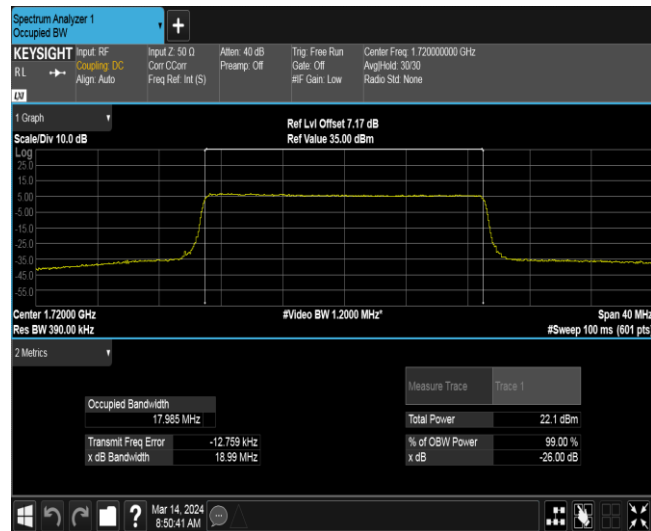 Spectrum Analyzer 1
Occupied BW
+
KEYSIGHT Input: RF Input Z: 50 Ω Atten: 40 dB Trig: Free Run Center Freq: 1.720000000 GHz
RL Coupling: DC Corr CCorr Preamp: Off Gate: Off Avg|Hold: 30/30
Align: Auto Freq Ref: Int (S) #IF Gain: Low Radio Std: None
LXI
1 Graph
Ref Lvl Offset 7.17 dB
Scale/Div 10.0 dB Ref Value 35.00 dBm
Log
25.0
15.0
5.00
-5.00
-15.0
-25.0
-35.0
-45.0
-55.0
Center 1.72000 GHz #Video BW 1.2000 MHz* Span 40 MHz
Res BW 390.00 kHz #Sweep 100 ms (601 pts)
2 Metrics
Measure Trace Trace 1
Occupied Bandwidth
17.985 MHz Total Power 22.1 dBm
Transmit Freq Error -12.759 kHz % of OBW Power 99.00 %
x dB Bandwidth 18.99 MHz x dB -26.00 dB
? Mar 14, 2024
8:50:41 AM